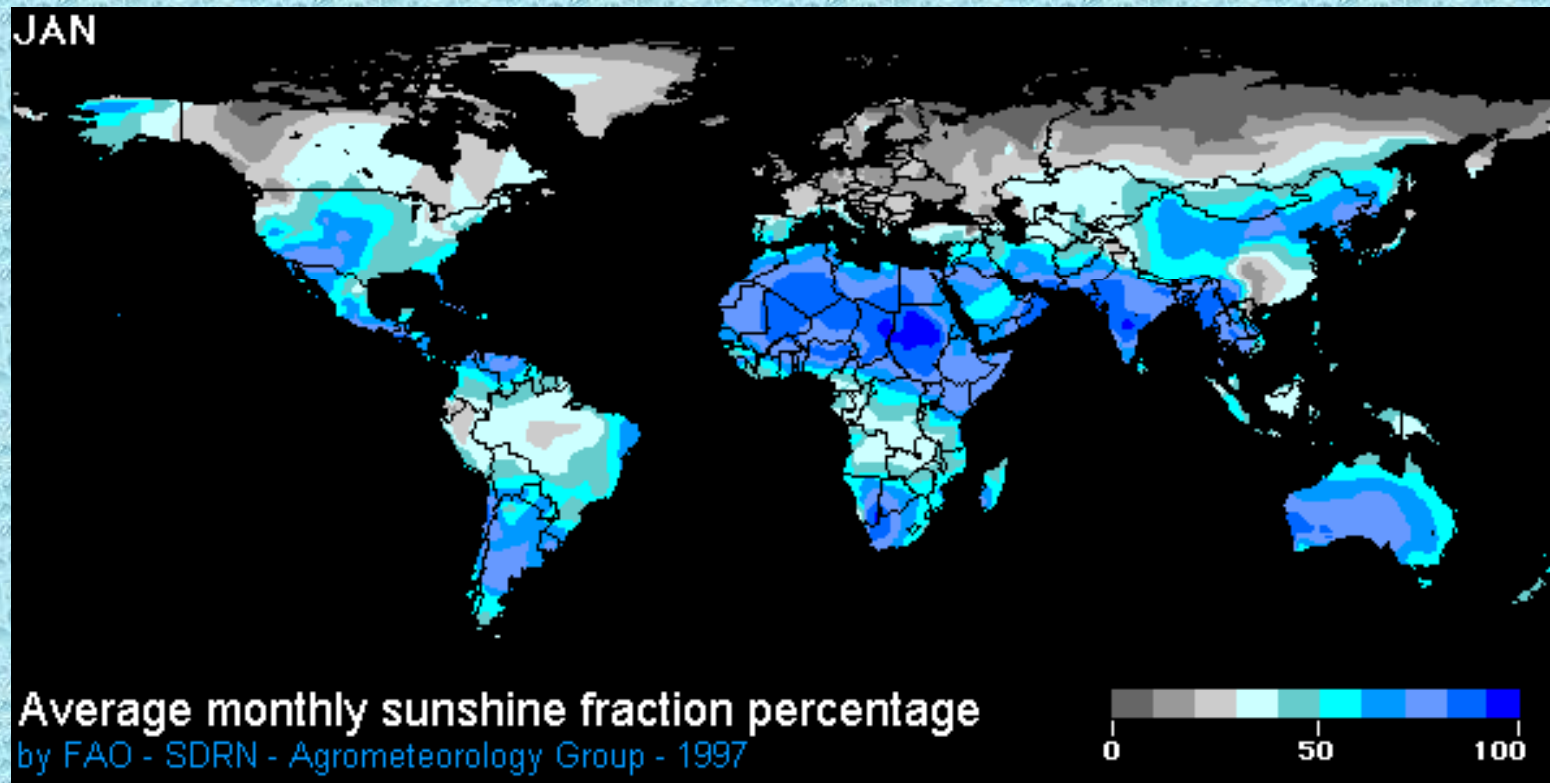 JAN
Average monthly sunshine fraction percentage
by FAO - SDRN - Agrometeorology Group - 1997
0 50 100